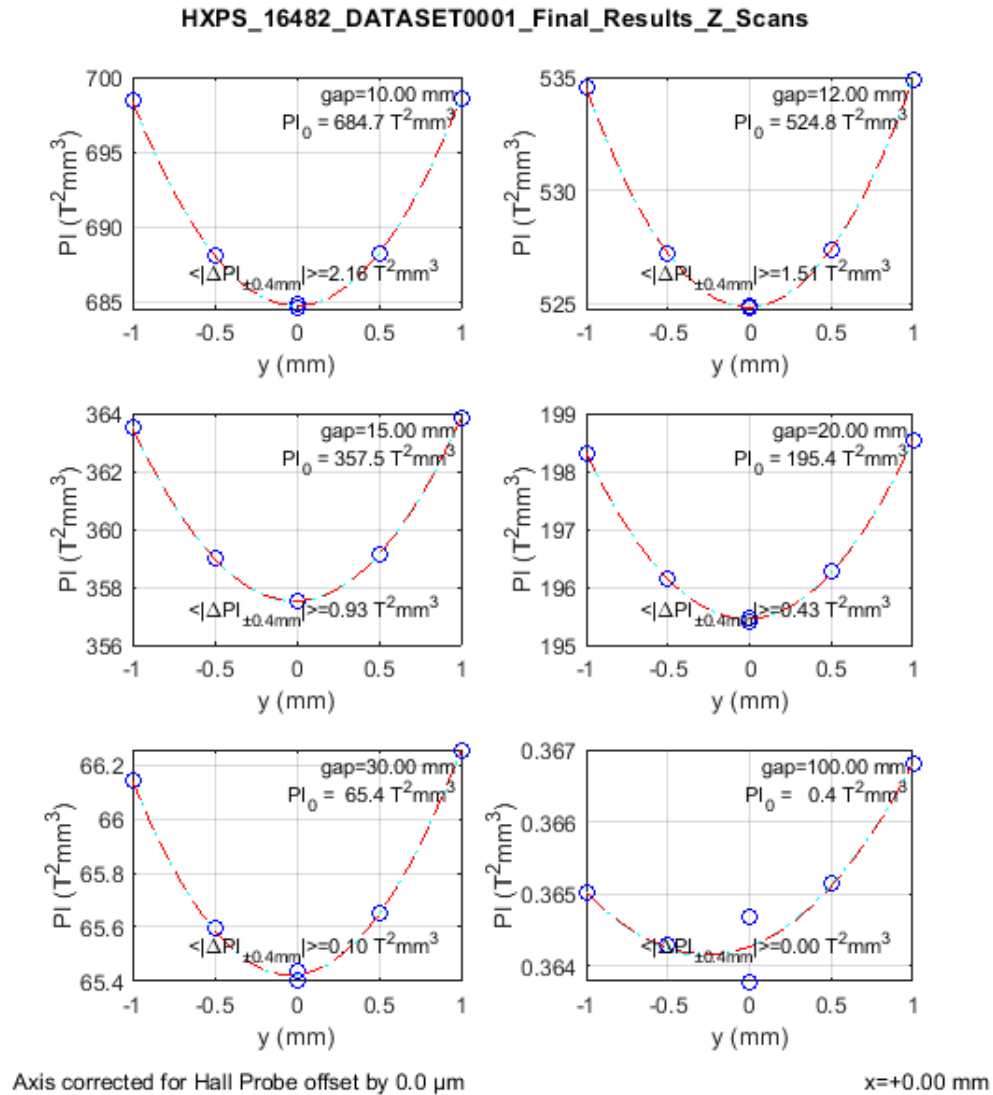 HXPS_16482_DATASET0001_Final_Results_Z_Scans
700
695
690
685
-1 -0.5 0 0.5 1
y (mm)
PI (T²mm³)
gap=10.00 mm
PI₀ = 684.7 T²mm³
<|ΔPI±0.4mm|>=2.16 T²mm³
535
530
525
-1 -0.5 0 0.5 1
y (mm)
PI (T²mm³)
gap=12.00 mm
PI₀ = 524.8 T²mm³
<|ΔPI±0.4mm|>=1.51 T²mm³
364
362
360
358
356
-1 -0.5 0 0.5 1
y (mm)
PI (T²mm³)
gap=15.00 mm
PI₀ = 357.5 T²mm³
<|ΔPI±0.4mm|>=0.93 T²mm³
199
198
197
196
195
-1 -0.5 0 0.5 1
y (mm)
PI (T²mm³)
gap=20.00 mm
PI₀ = 195.4 T²mm³
<|ΔPI±0.4mm|>=0.43 T²mm³
66.2
66
65.8
65.6
65.4
-1 -0.5 0 0.5 1
y (mm)
PI (T²mm³)
gap=30.00 mm
PI₀ = 65.4 T²mm³
<|ΔPI±0.4mm|>=0.10 T²mm³
0.367
0.366
0.365
0.364
-1 -0.5 0 0.5 1
y (mm)
PI (T²mm³)
gap=100.00 mm
PI₀ = 0.4 T²mm³
<|ΔPI±0.4mm|>=0.00 T²mm³
Axis corrected for Hall Probe offset by 0.0 µm
x=+0.00 mm